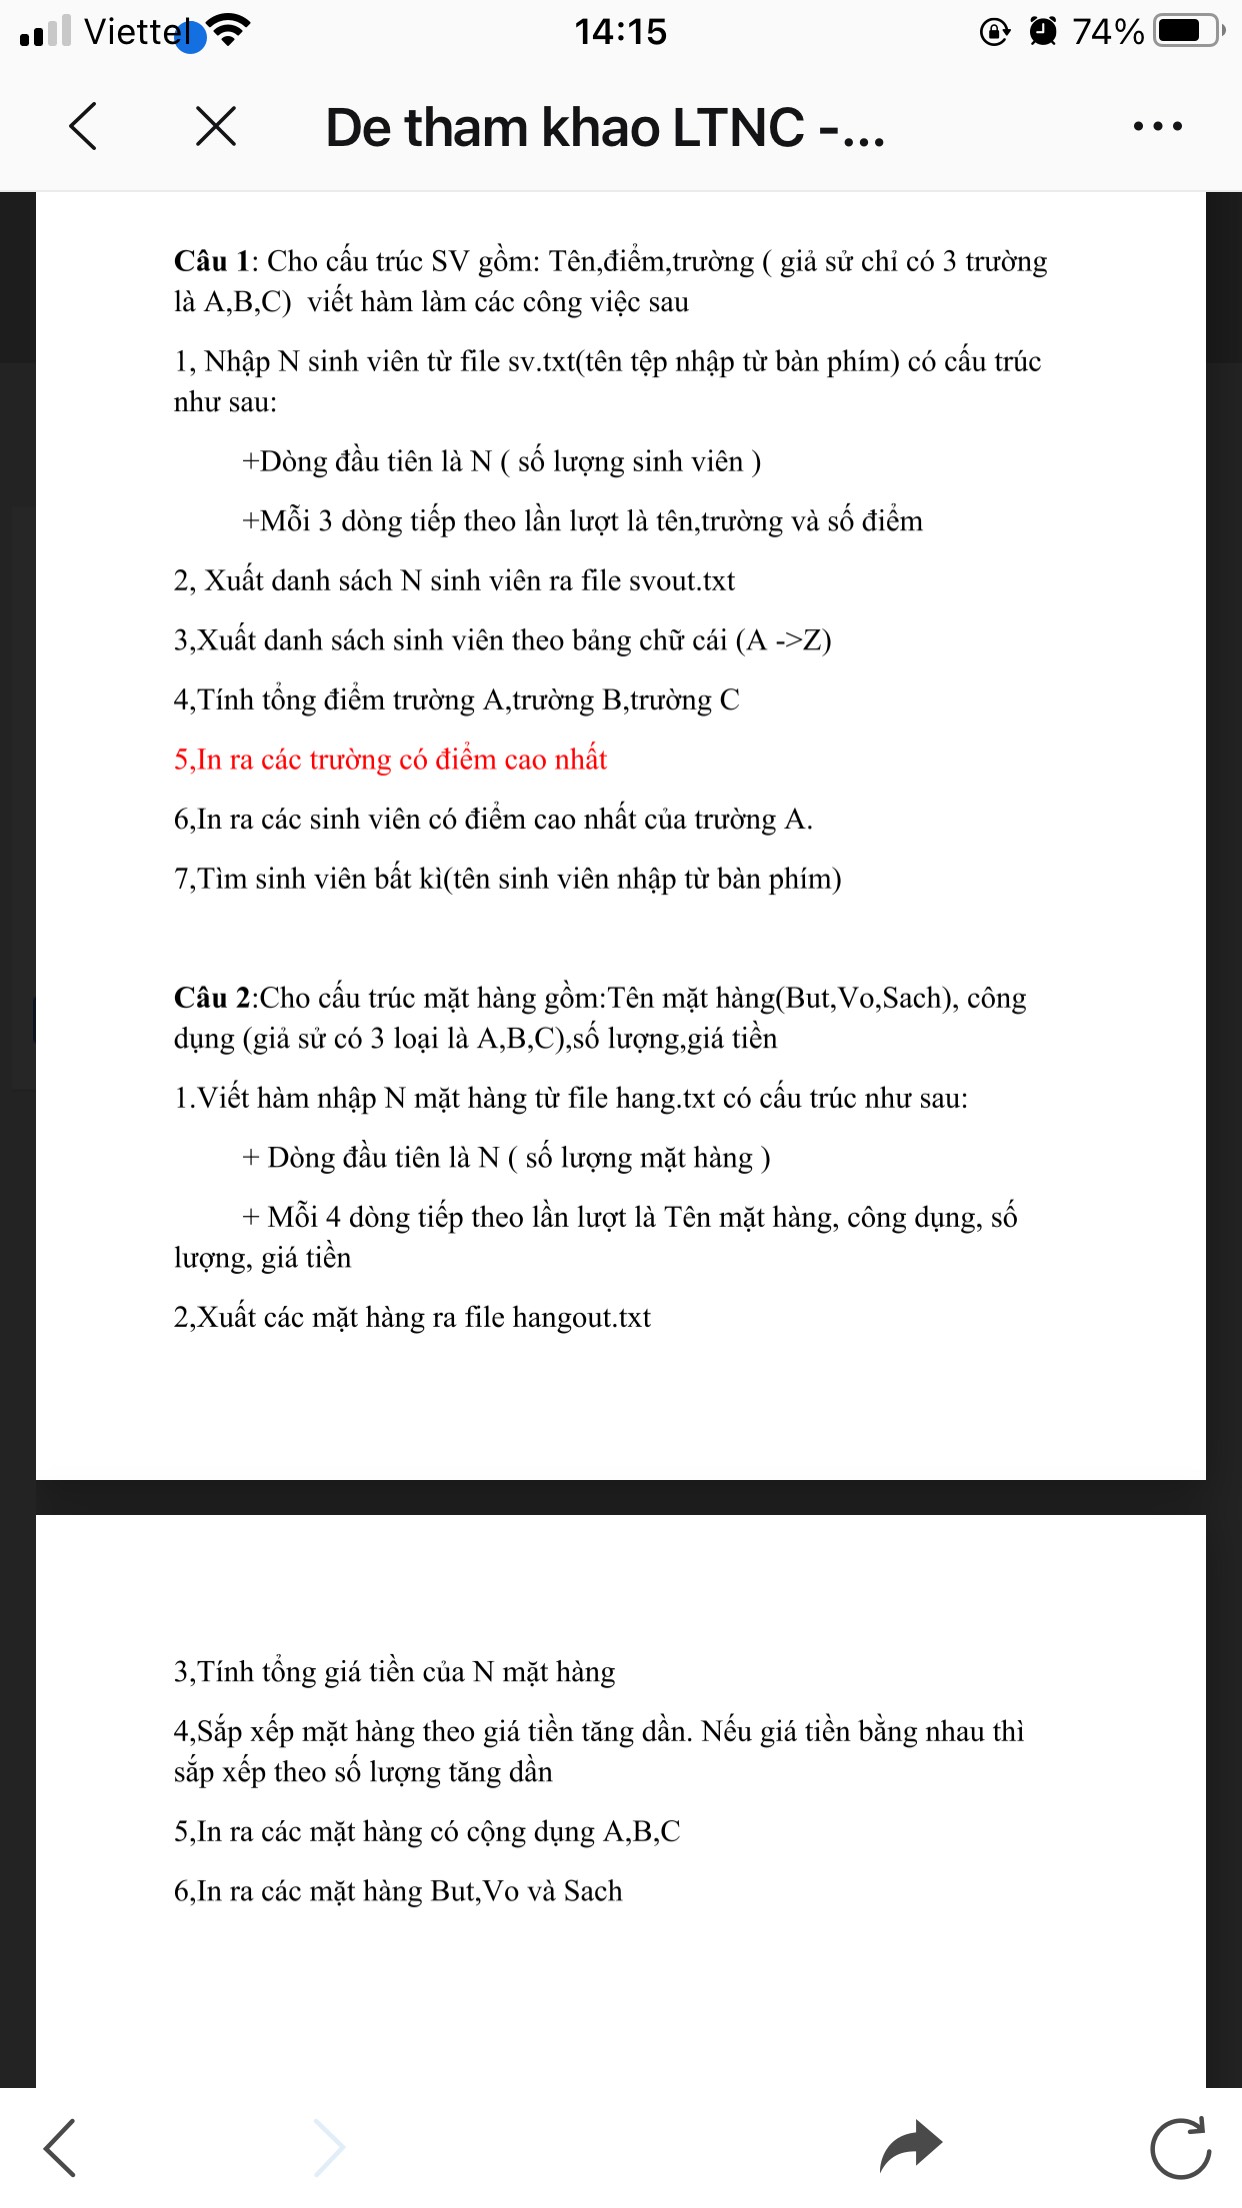 Viettel 14:15 74%
De tham khao LTNC -...
Câu 1: Cho cấu trúc SV gồm: Tên,điểm,trường ( giả sử chỉ có 3 trường
là A,B,C) viết hàm làm các công việc sau
1, Nhập N sinh viên từ file sv.txt(tên tệp nhập từ bàn phím) có cấu trúc
như sau:
+Dòng đầu tiên là N ( số lượng sinh viên )
+Mỗi 3 dòng tiếp theo lần lượt là tên,trường và số điểm
2, Xuất danh sách N sinh viên ra file svout.txt
3,Xuất danh sách sinh viên theo bảng chữ cái (A ->Z)
4,Tính tổng điểm trường A,trường B,trường C
5,In ra các trường có điểm cao nhất
6,In ra các sinh viên có điểm cao nhất của trường A.
7,Tìm sinh viên bất kì(tên sinh viên nhập từ bàn phím)
Câu 2:Cho cấu trúc mặt hàng gồm:Tên mặt hàng(But,Vo,Sach), công
dụng (giả sử có 3 loại là A,B,C),số lượng,giá tiền
1.Viết hàm nhập N mặt hàng từ file hang.txt có cấu trúc như sau:
+ Dòng đầu tiên là N ( số lượng mặt hàng )
+ Mỗi 4 dòng tiếp theo lần lượt là Tên mặt hàng, công dụng, số
lượng, giá tiền
2,Xuất các mặt hàng ra file hangout.txt
3,Tính tổng giá tiền của N mặt hàng
4,Sắp xếp mặt hàng theo giá tiền tăng dần. Nếu giá tiền bằng nhau thì
sắp xếp theo số lượng tăng dần
5,In ra các mặt hàng có cộng dụng A,B,C
6,In ra các mặt hàng But,Vo và Sach